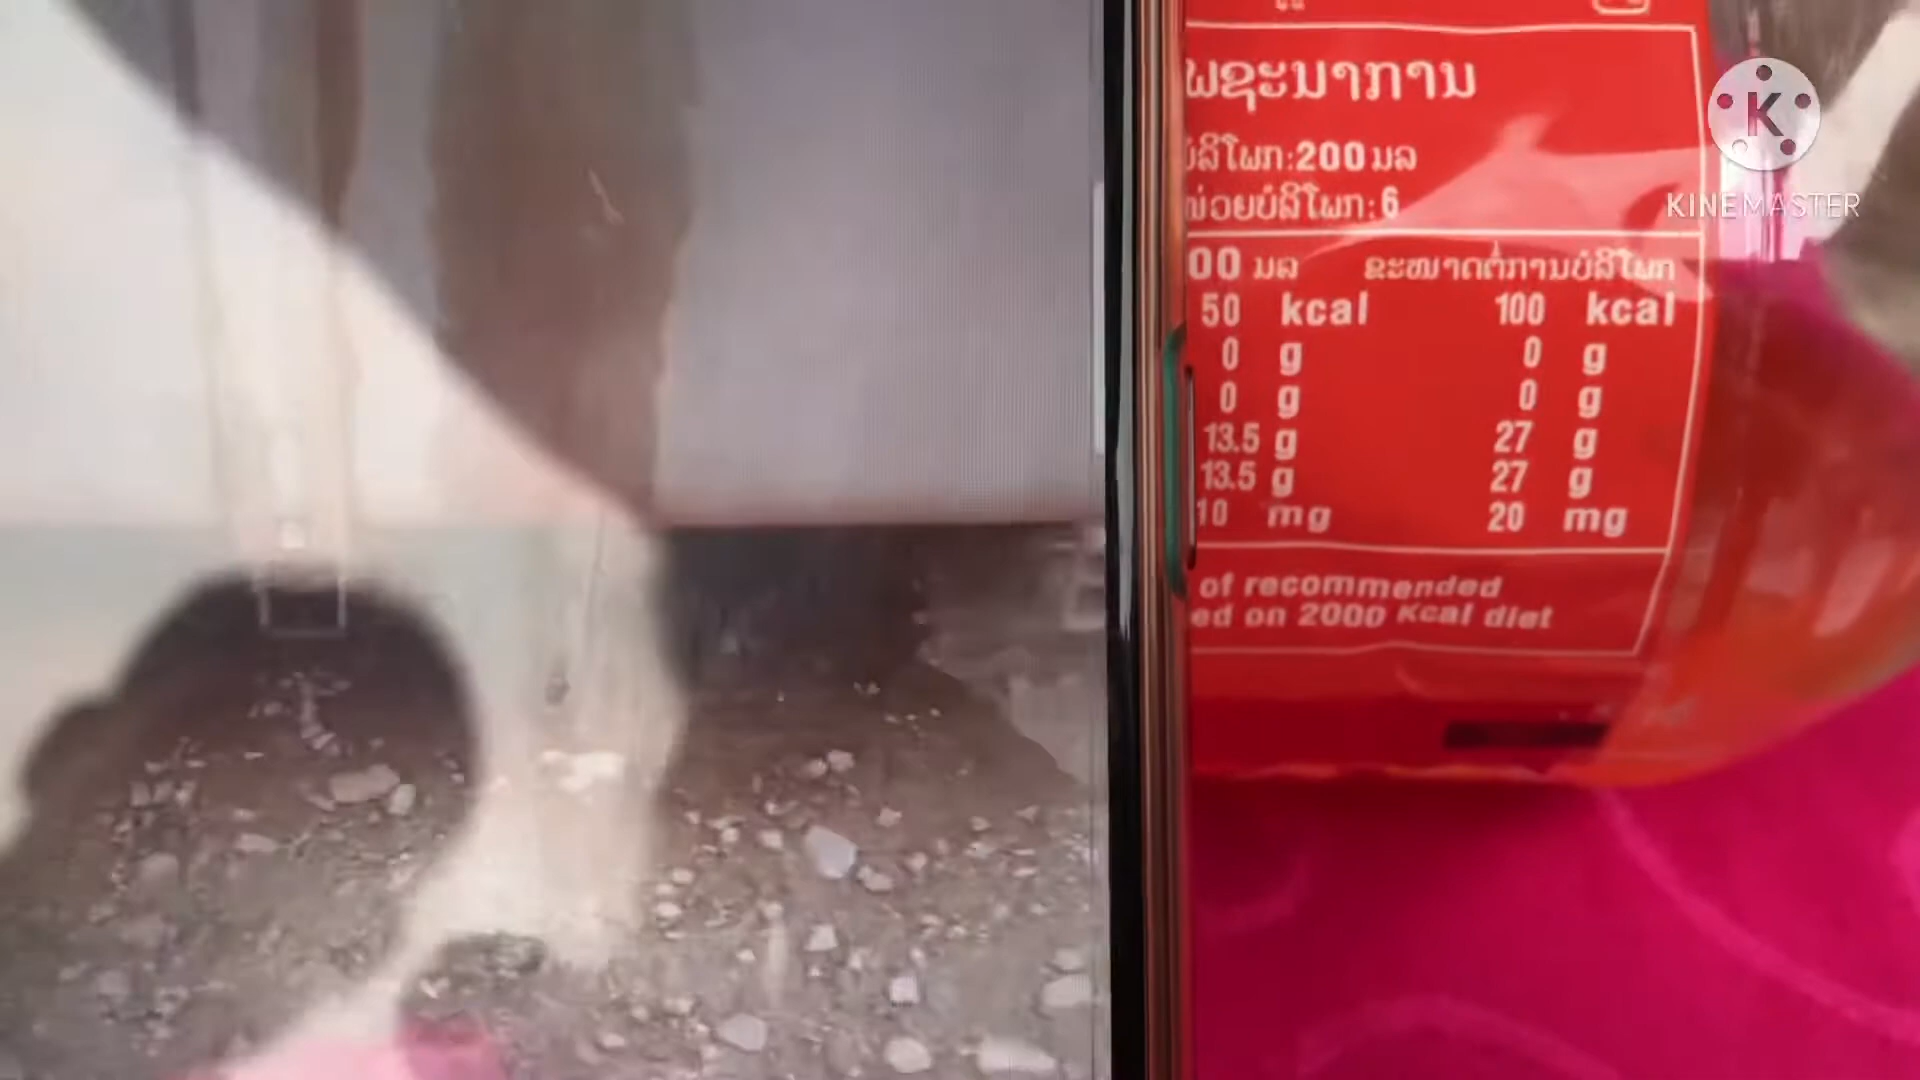 ພຊະນາການ
ບໍລິໂພກ:200ມລ
ໜ່ວຍບໍລິໂພກ:6
00 ມລ ຂະໜາດຕໍ່ການບໍລິໂພກ
50 kcal 100 kcal
0 g 0 g
0 g 0 g
13.5 g 27 g
13.5 g 27 g
10 mg 20 mg
of recommended
ed on 2000 Kcal diet
K
KINEMASTER